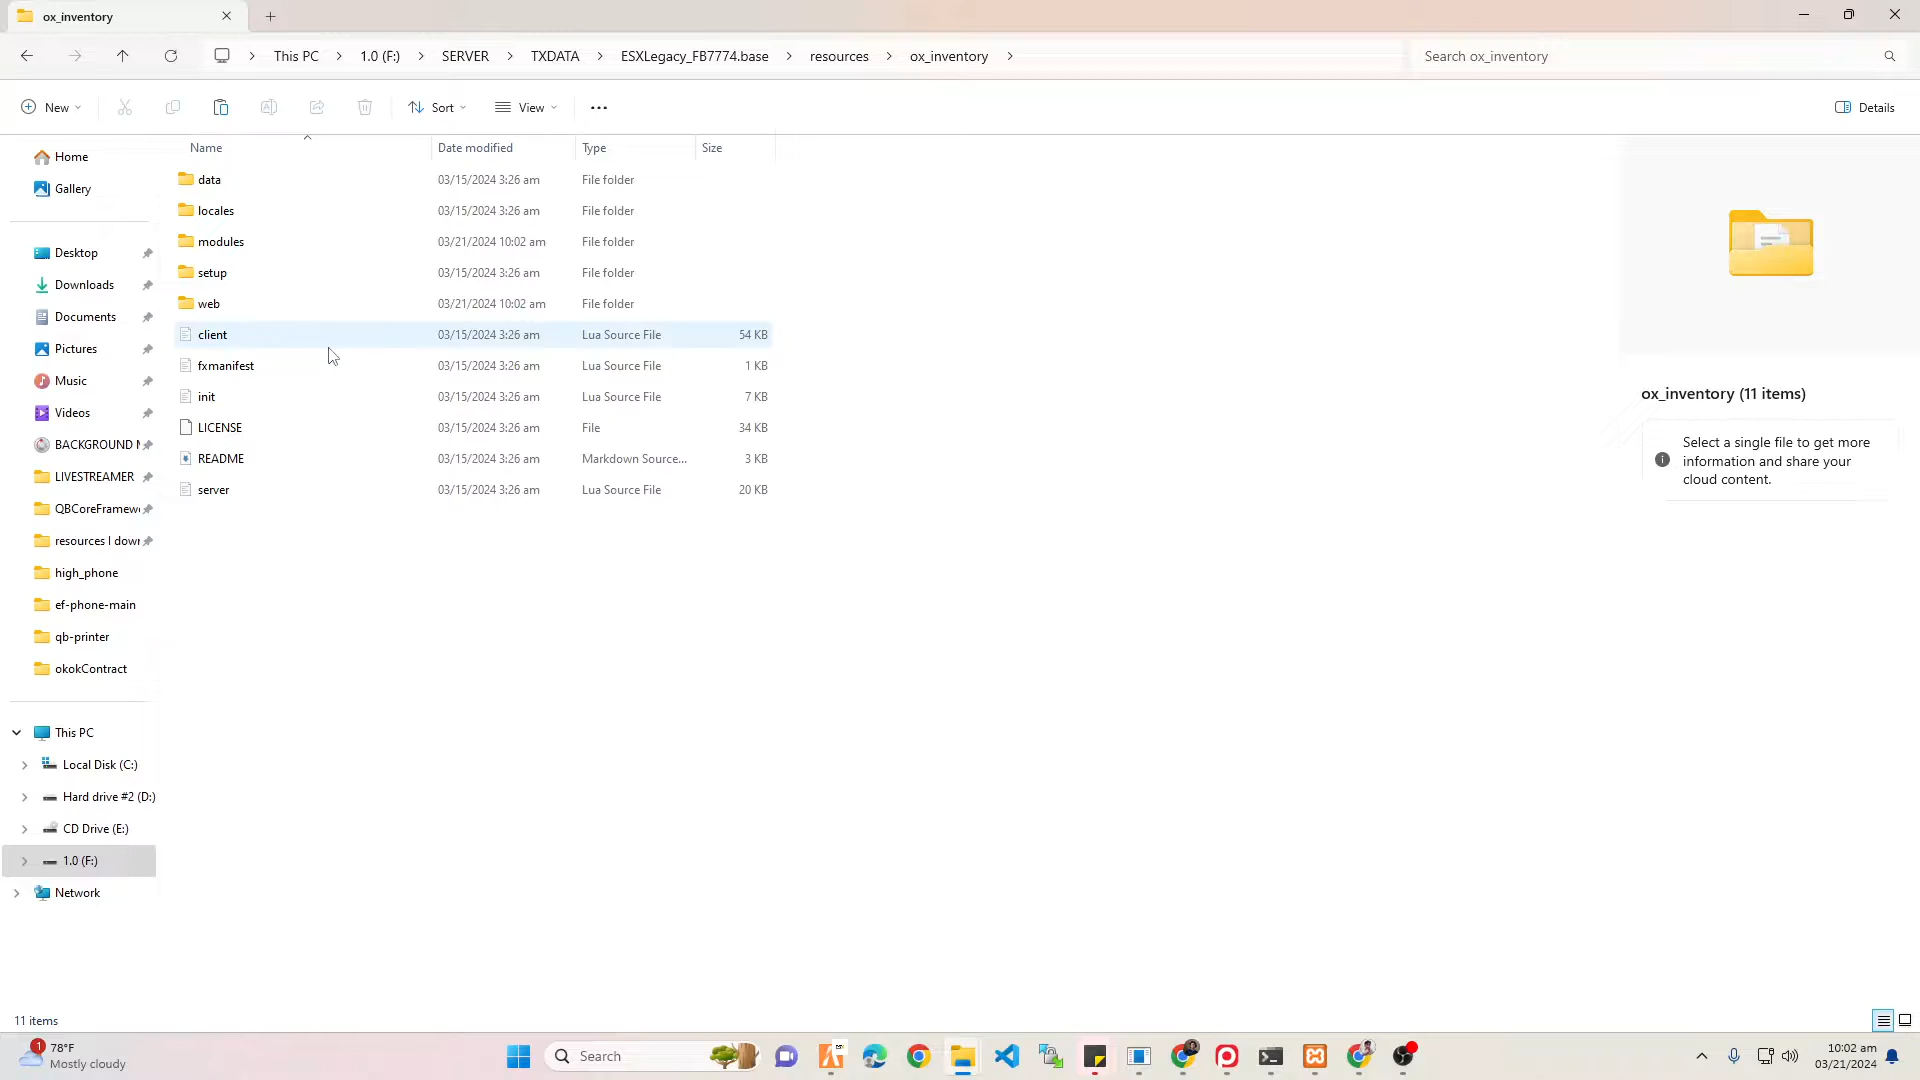 ox_inventory
This PC
1.0 (F:)
SERVER
TXDATA
ESXLegacy_FB7774.base
resources
ox_inventory
Search ox_inventory
New
Sort
View
Details
Name
Date modified
Type
Size
data 03/15/2024 3:26 am File folder
locales 03/15/2024 3:26 am File folder
modules 03/21/2024 10:02 am File folder
setup 03/15/2024 3:26 am File folder
web 03/21/2024 10:02 am File folder
client 03/15/2024 3:26 am Lua Source File 54 KB
fxmanifest 03/15/2024 3:26 am Lua Source File 1 KB
init 03/15/2024 3:26 am Lua Source File 7 KB
LICENSE 03/15/2024 3:26 am File 34 KB
README 03/15/2024 3:26 am Markdown Source... 3 KB
server 03/15/2024 3:26 am Lua Source File 20 KB
Home
Gallery
Desktop
Downloads
Documents
Pictures
Music
Videos
BACKGROUND
LIVESTREAMER
QBCoreFramew
resources I dow
high_phone
ef-phone-main
qb-printer
okokContract
This PC
Local Disk (C:)
Hard drive #2 (D:)
CD Drive (E:)
1.0 (F:)
Network
ox_inventory (11 items)
Select a single file to get more
information and share your
cloud content.
11 items
1
78°F
Mostly cloudy
Search
10:02 am
03/21/2024